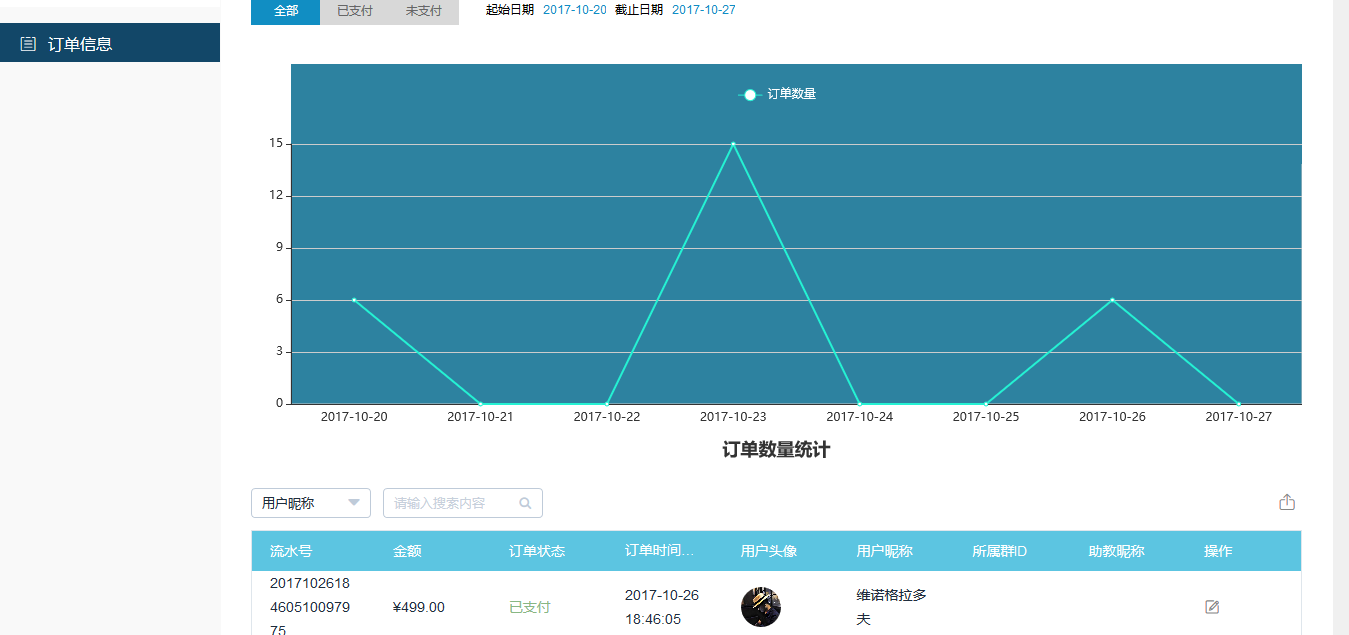 全部 已支付 未支付 起始日期 2017-10-20 截止日期 2017-10-27
订单信息
订单数量
15
12
9
6
3
0
2017-10-20 2017-10-21 2017-10-22 2017-10-23 2017-10-24 2017-10-25 2017-10-26 2017-10-27
订单数量统计
用户昵称 请输入搜索内容
流水号 金额 订单状态 订单时间... 用户头像 用户昵称 所属群ID 助教昵称 操作
2017102618
4605100979
75
¥499.00
已支付
2017-10-26
18:46:05
维诺格拉多
夫